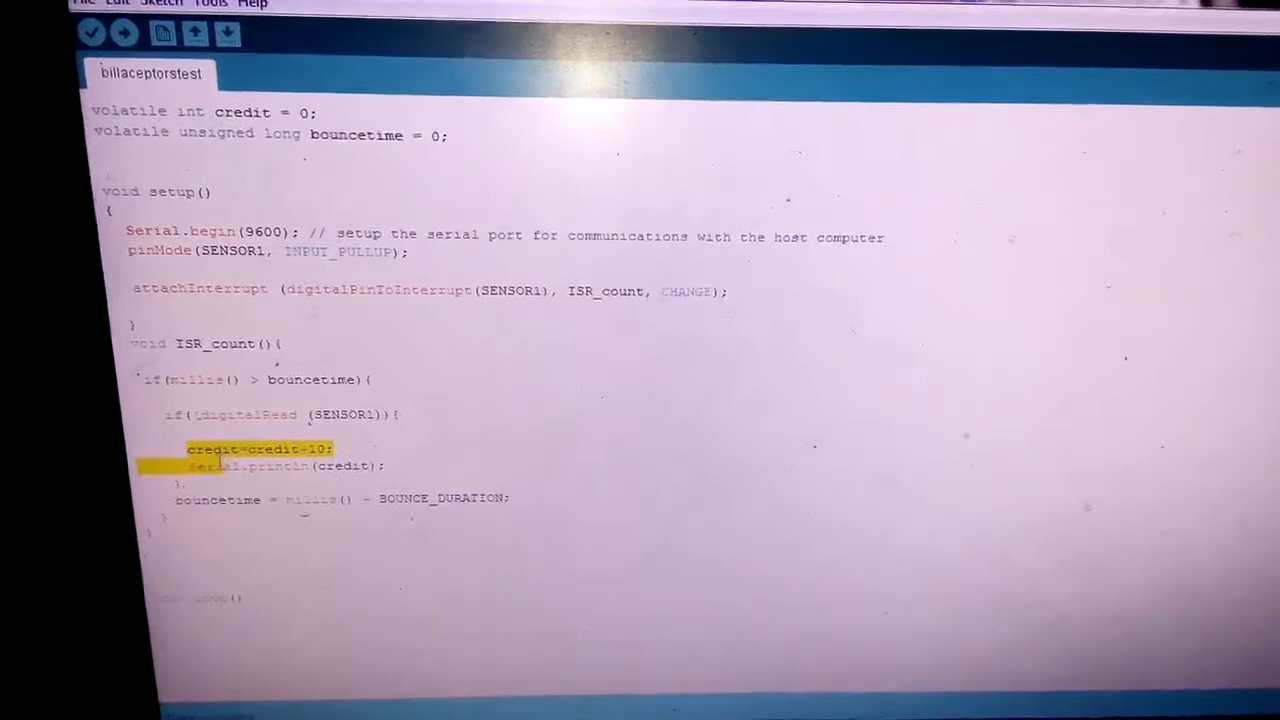 File Edit Sketch Tools Help
billaceptorstest
volatile int credit = 0;
volatile unsigned long bouncetime = 0;
void setup()
{
Serial.begin(9600); // setup the serial port for communications with the host computer
pinMode(SENSOR1, INPUT_PULLUP);
attachInterrupt (digitalPinToInterrupt(SENSOR1), ISR_count, CHANGE);
}
void ISR_count(){
if(millis() > bouncetime){
if(!digitalRead (SENSOR1)){
credit=credit+10;
Serial.println(credit);
}
bouncetime = millis() - BOUNCE_DURATION;
}
}
loop()